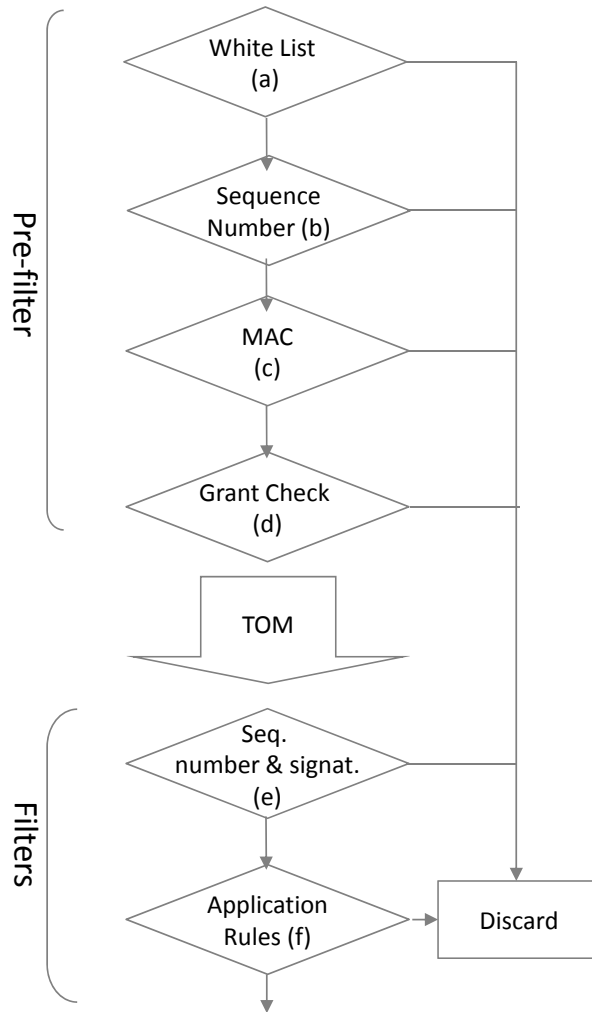 Pre-filter
White List
(a)
Sequence
Number (b)
MAC
(c)
Grant Check
(d)
TOM
Filters
Seq.
number & signat.
(e)
Application
Rules (f)
Discard